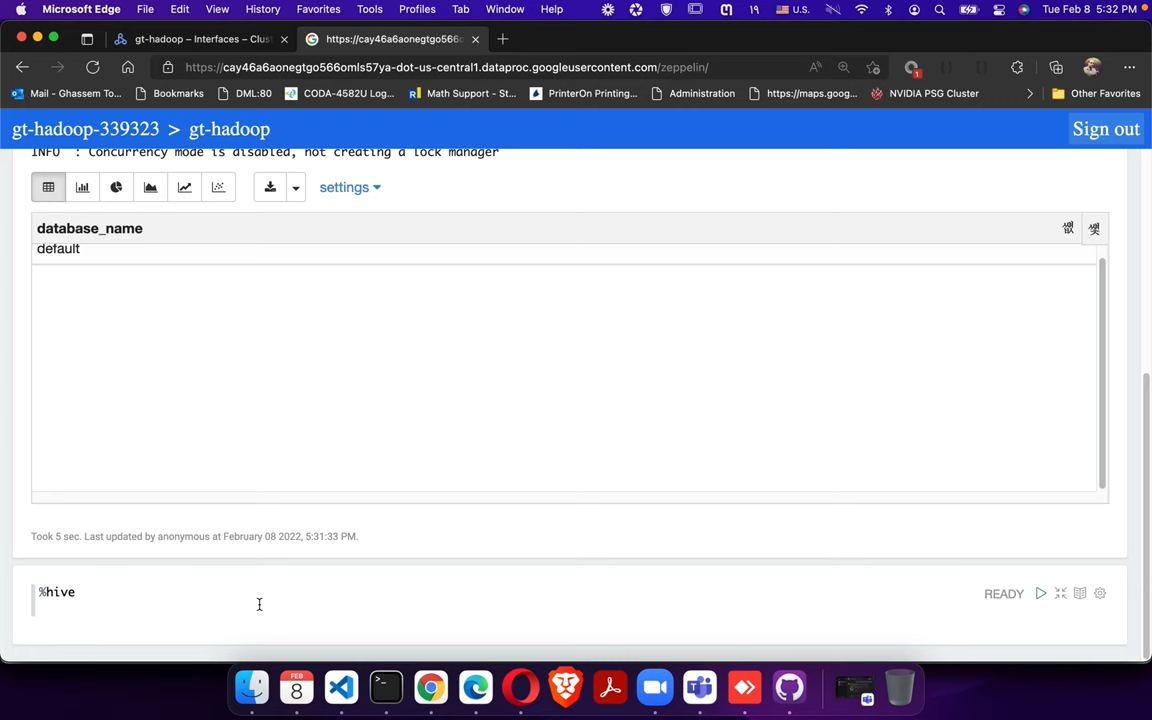 Microsoft Edge File Edit View History Favorites Tools Profiles Tab Window Help U.S. Tue Feb 8 5:32 PM
gt-hadoop – Interfaces – Clus
https://cay46a6aonegtgo566o
https://cay46a6aonegtgo566omls57ya-dot-us-central1.dataproc.googleusercontent.com/zeppelin/
Mail - Ghassem To... Bookmarks DML:80 CODA-4582U Log... Math Support - St... PrinterOn Printing... Administration https://maps.goog... NVIDIA PSG Cluster Other Favorites
gt-hadoop-339323 > gt-hadoop Sign out
INFO : Concurrency mode is disabled, not creating a lock manager
settings
database_name
default
Took 5 sec. Last updated by anonymous at February 08 2022, 5:31:33 PM.
%hive READY
FEB
8